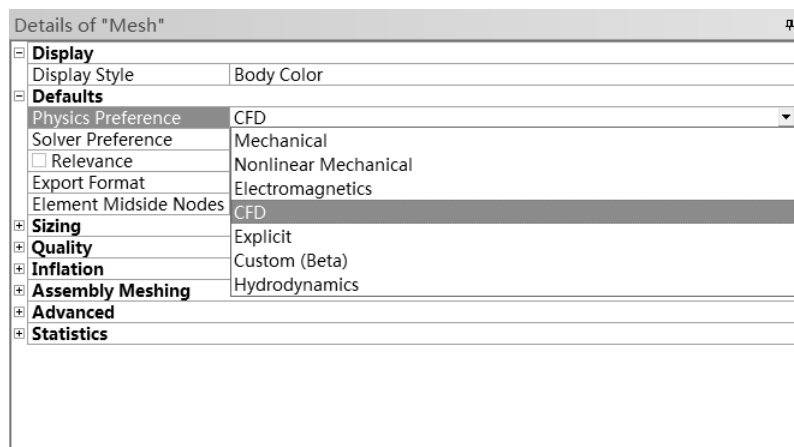 Details of "Mesh"
Display
Display Style Body Color
Defaults
Physics Preference CFD
Solver Preference Mechanical
Relevance Nonlinear Mechanical
Export Format Electromagnetics
Element Midside Nodes CFD
Sizing Explicit
Quality Custom (Beta)
Inflation Hydrodynamics
Assembly Meshing
Advanced
Statistics